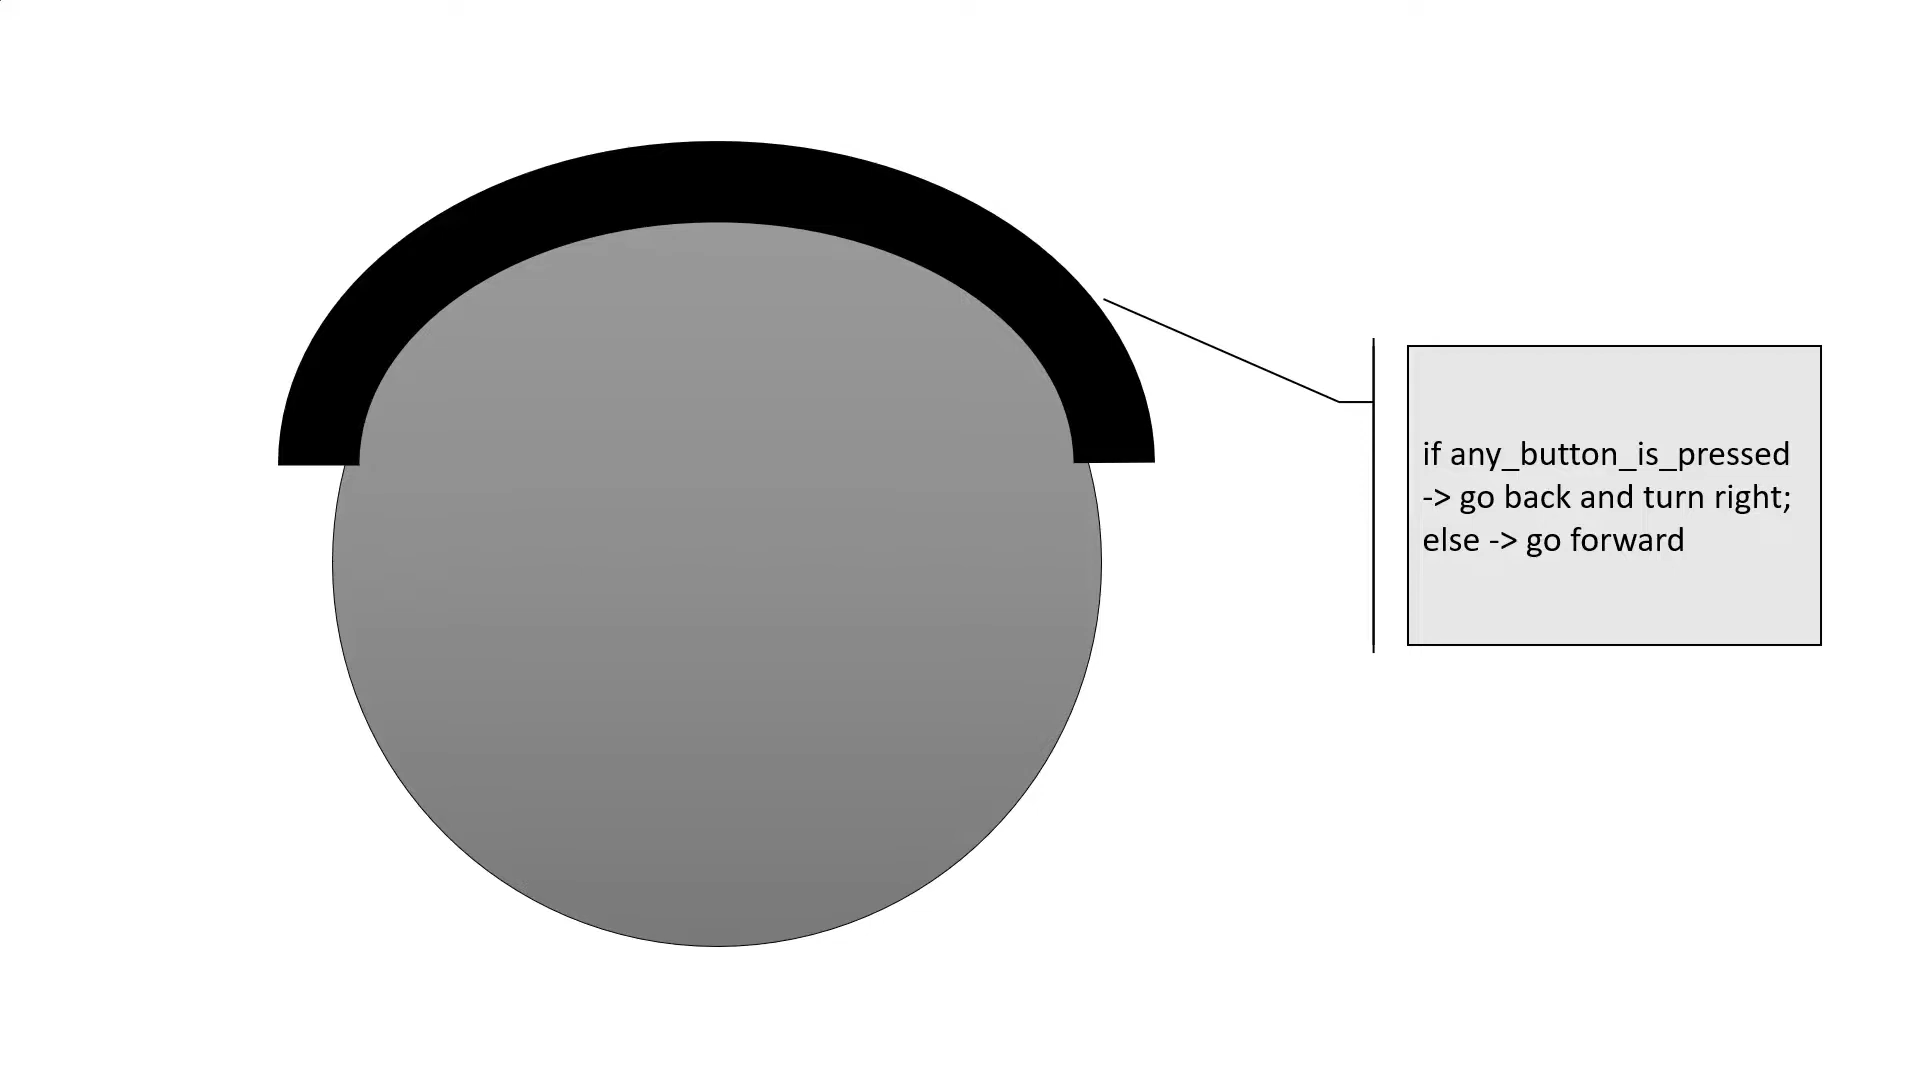 if any_button_is_pressed
-> go back and turn right;
else -> go forward